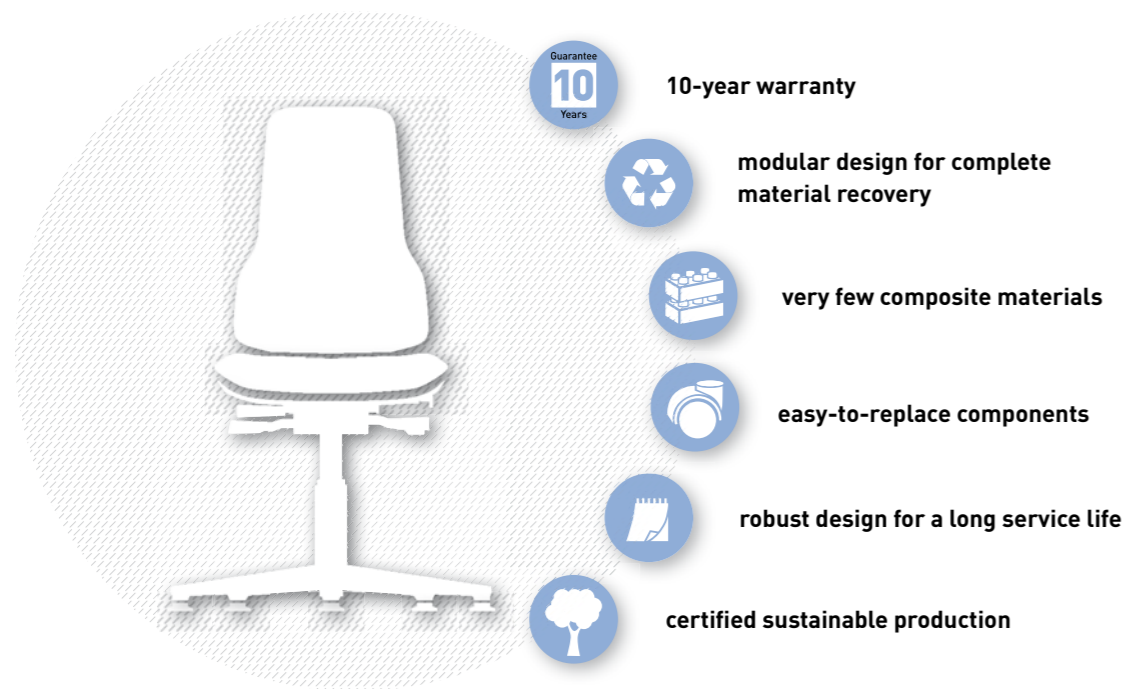 Guarantee
10
Years
10-year warranty
modular design for complete
material recovery
very few composite materials
easy-to-replace components
robust design for a long service life
certified sustainable production